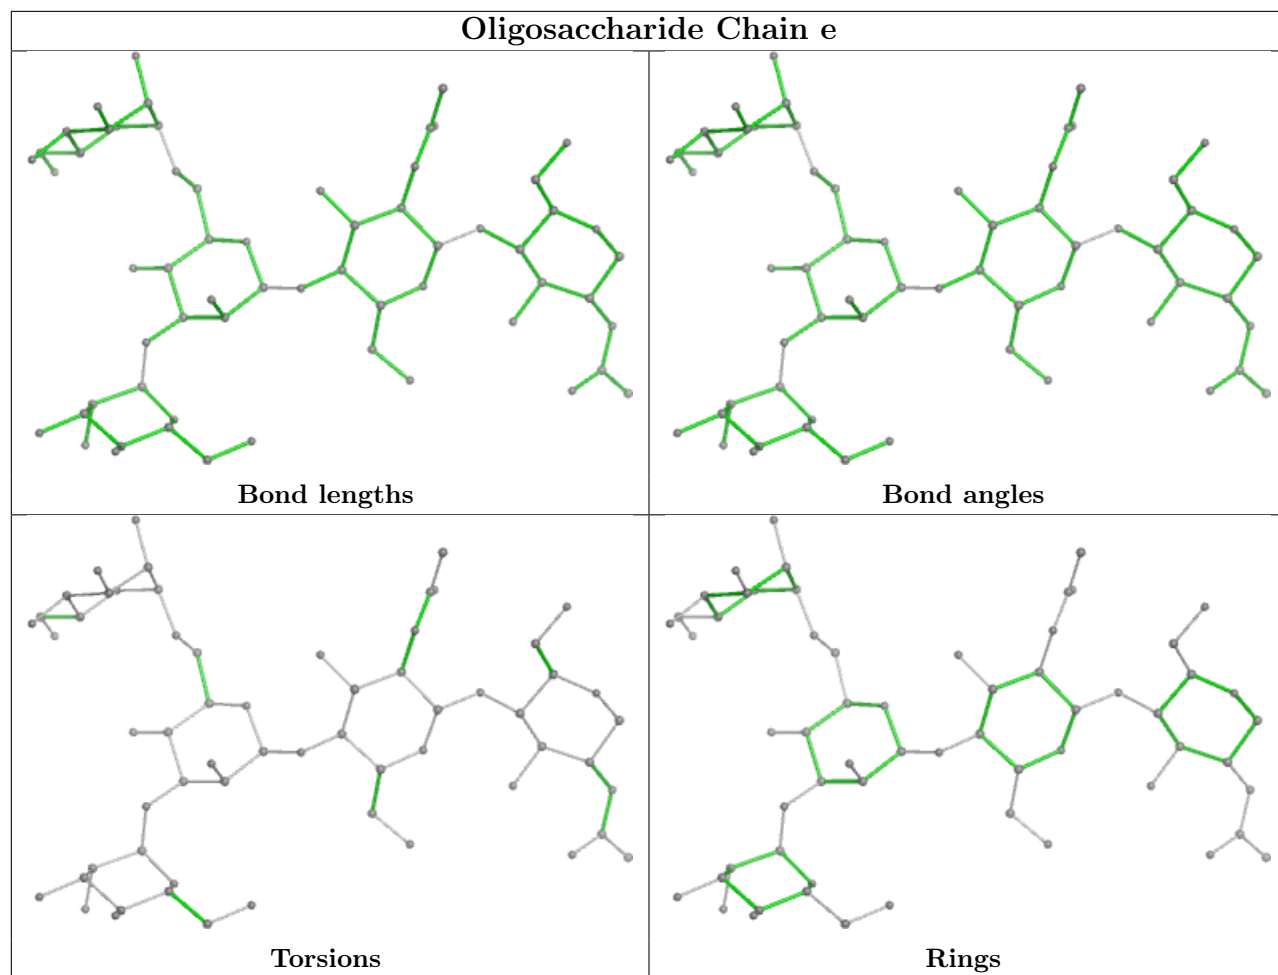 Oligosaccharide Chain e
Bond lengths
Bond angles
Torsions
Rings